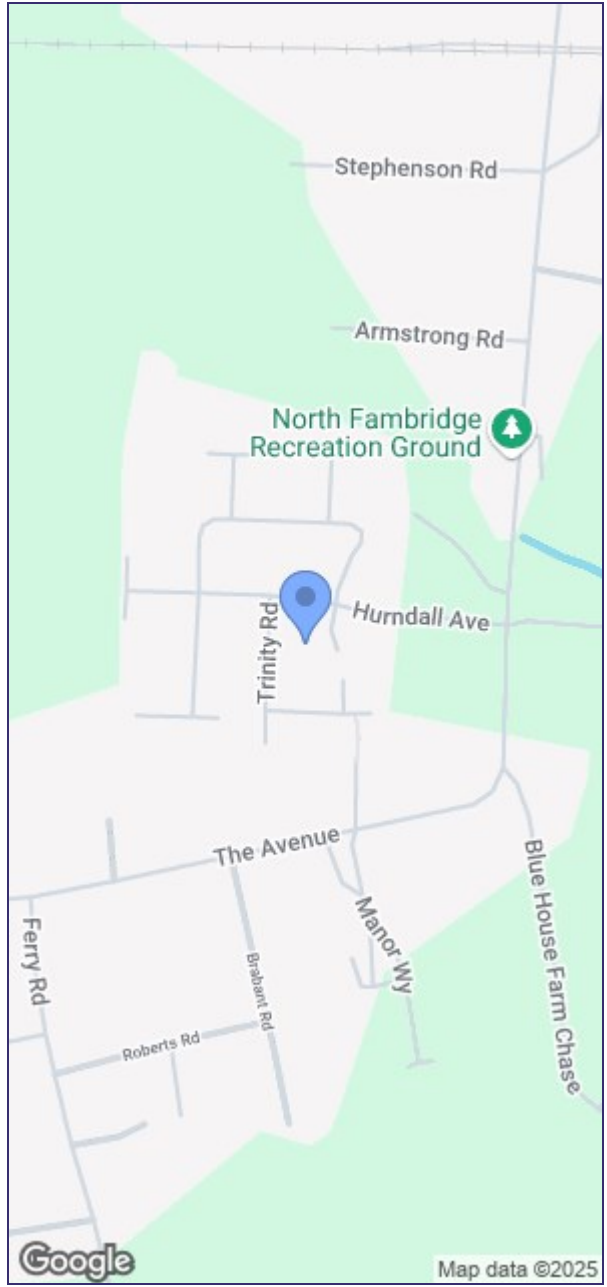 Stephenson Rd
Armstrong Rd
North Fambridge
Recreation Ground
Hurndall Ave
Trinity Rd
The Avenue
Manor Wy
Blue House Farm Chase
Ferry Rd
Brabant Rd
Roberts Rd
Google
Map data ©2025